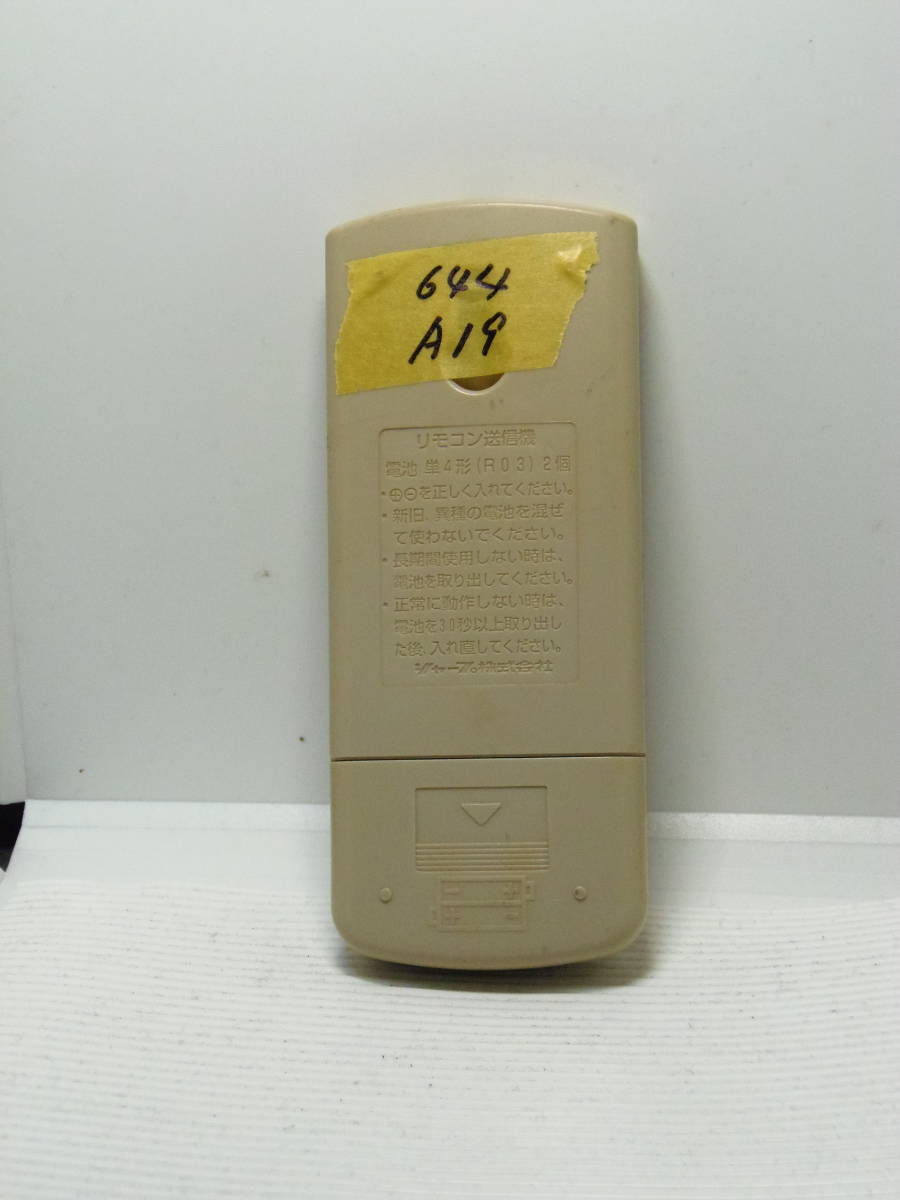 644
A19
リモコン送信機
電池 単4形(R03)2個
・⊕⊖を正しく入れてください。
・新旧、異種の電池を混ぜ
て使わないでください。
・長期間使用しない時は、
電池を取り出してください。
・正常に動作しない時は、
電池を30秒以上取り出し
た後、入れ直してください。
シャープ株式会社
- +
+ -